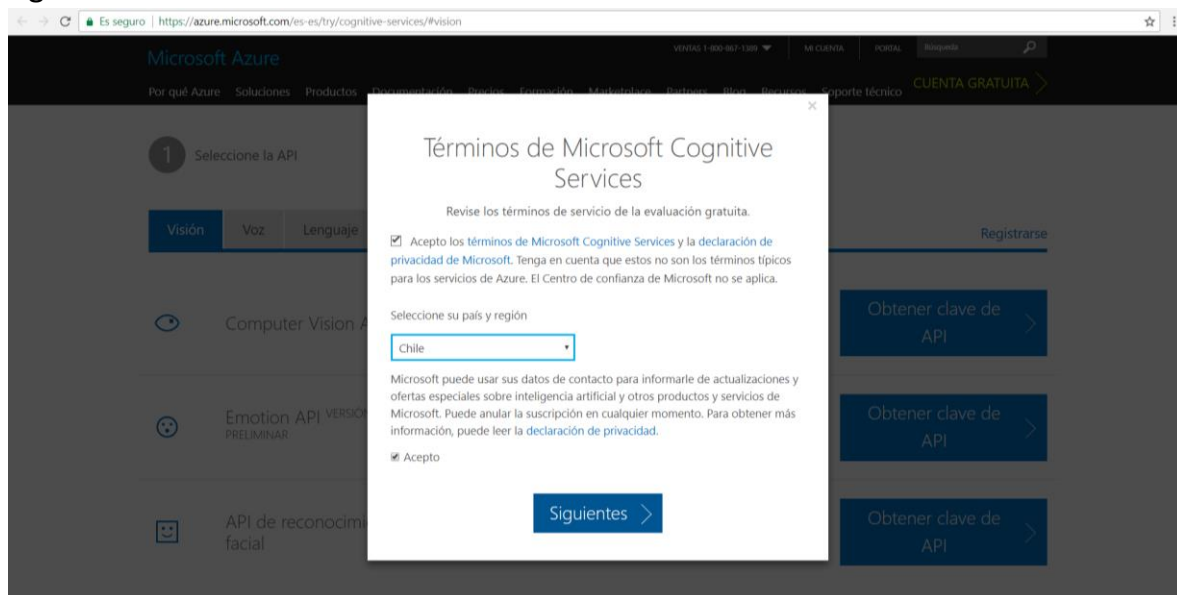 Es seguro | https://azure.microsoft.com/es-es/try/cognitive-services/#vision
Microsoft Azure
VENTAS 1-800-867-1389 MI CUENTA PORTAL Búsqueda
Por qué Azure Soluciones Productos Documentación Precios Formación Marketplace Partners Blog Recursos Soporte técnico CUENTA GRATUITA
1 Seleccione la API
Visión Voz Lenguaje
Registrarse
Computer Vision A
Obtener clave de
API
Emotion API VERSIÓN
PRELIMINAR
Obtener clave de
API
API de reconocimi
facial
Obtener clave de
API
Términos de Microsoft Cognitive
Services
Revise los términos de servicio de la evaluación gratuita.
Acepto los términos de Microsoft Cognitive Services y la declaración de
privacidad de Microsoft. Tenga en cuenta que estos no son los términos típicos
para los servicios de Azure. El Centro de confianza de Microsoft no se aplica.
Seleccione su país y región
Chile
Microsoft puede usar sus datos de contacto para informarle de actualizaciones y
ofertas especiales sobre inteligencia artificial y otros productos y servicios de
Microsoft. Puede anular la suscripción en cualquier momento. Para obtener más
información, puede leer la declaración de privacidad.
Acepto
Siguientes